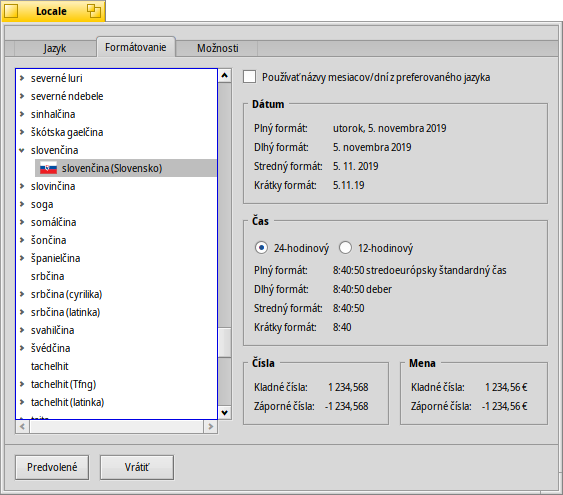 Locale
Jazyk
Formátovanie
Možnosti
severné luri
severné ndebele
sinhalčina
škótska gaelčina
slovenčina
slovenčina (Slovensko)
slovinčina
soga
somálčina
šončina
španielčina
srbčina
srbčina (cyrilika)
srbčina (latinka)
svahilčina
švédčina
tachelhit
tachelhit (Tfng)
tachelhit (latinka)
Používať názvy mesiacov/dní z preferovaného jazyka
Dátum
Plný formát: utorok, 5. novembra 2019
Dlhý formát: 5. novembra 2019
Stredný formát: 5. 11. 2019
Krátky formát: 5.11.19
Čas
24-hodinový 12-hodinový
Plný formát: 8:40:50 stredoeurópsky štandardný čas
Dlhý formát: 8:40:50 deber
Stredný formát: 8:40:50
Krátky formát: 8:40
Čísla
Kladné čísla: 1 234,568
Záporné čísla: -1 234,568
Mena
Kladné čísla: 1 234,56 €
Záporné čísla: -1 234,56 €
Predvolené
Vrátiť